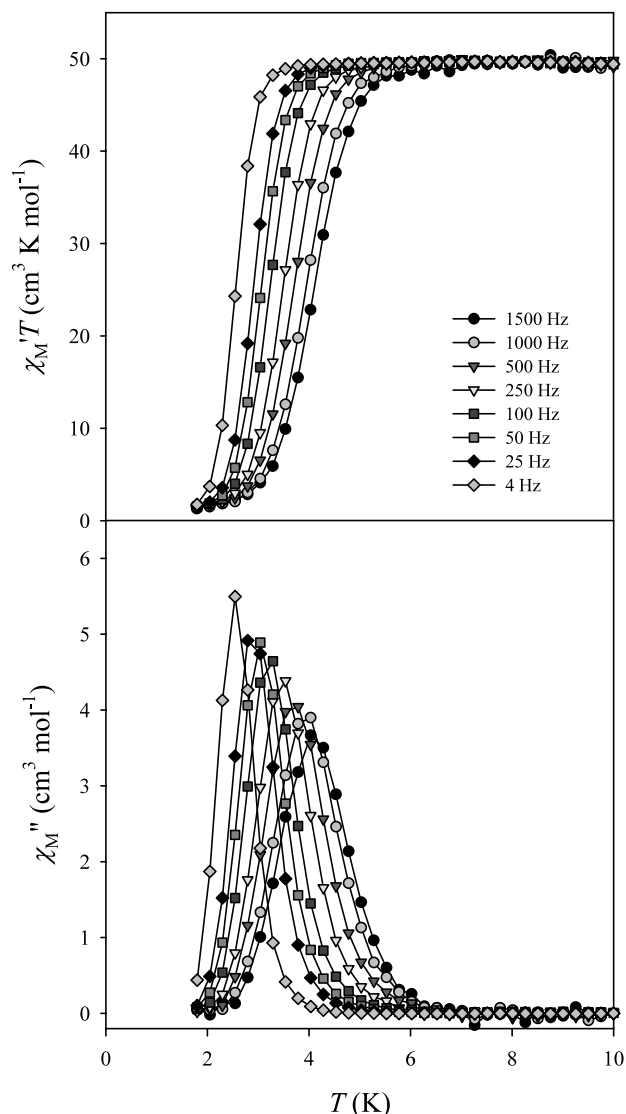 50
40
30
20
10
0
χM'T (cm³ K mol⁻¹)
1500 Hz
1000 Hz
500 Hz
250 Hz
100 Hz
50 Hz
25 Hz
4 Hz
6
5
4
3
2
1
0
χM'' (cm³ mol⁻¹)
0 2 4 6 8 10
T (K)